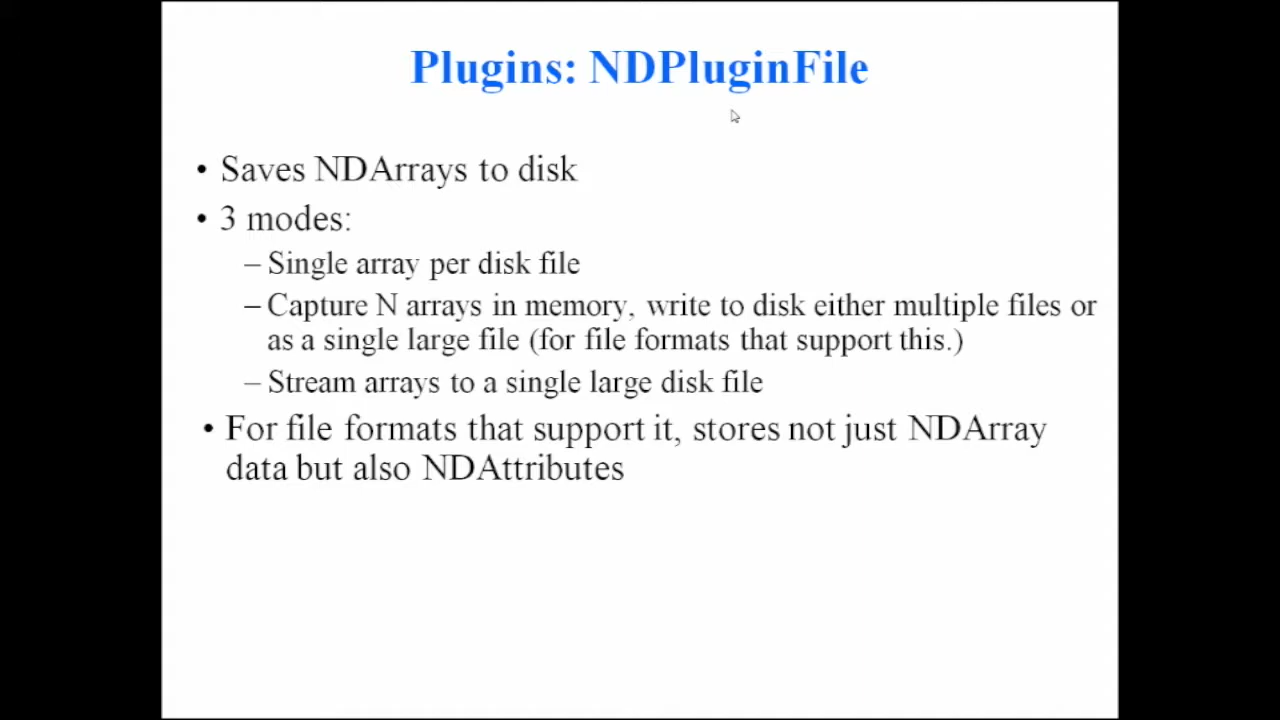 Plugins: NDPluginFile
• Saves NDArrays to disk
• 3 modes:
– Single array per disk file
– Capture N arrays in memory, write to disk either multiple files or
as a single large file (for file formats that support this.)
– Stream arrays to a single large disk file
• For file formats that support it, stores not just NDArray
data but also NDAttributes